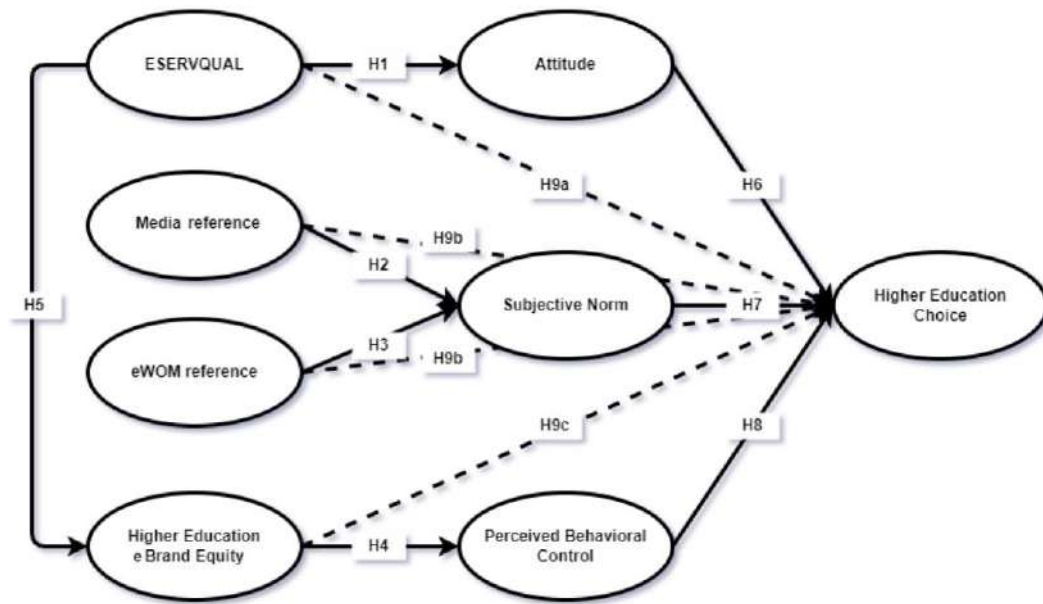 ESERVQUAL
H1
Attitude
H9a
H6
Media reference
H9b
H2
H5
Subjective Norm
H7
Higher Education
Choice
H3
eWOM reference
H9b
H9c
H8
Higher Education
e Brand Equity
H4
Perceived Behavioral
Control